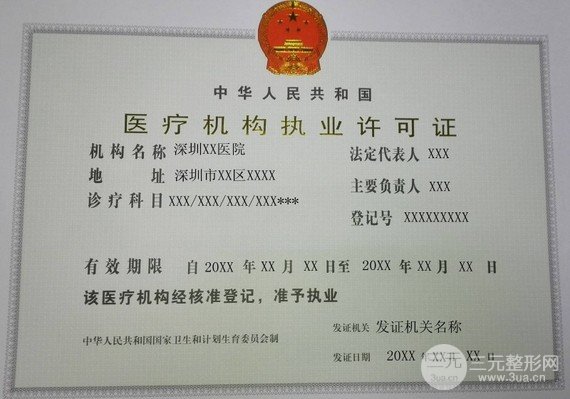 中华人民共和国
医疗机构执业许可证
机构名称 深圳XX医院
法定代表人 XXX
地 址 深圳市XX区XXXX
主要负责人 XXX
诊疗科目 XXX/XXX/XXX/XXX***
登记号 XXXXXXXXX
有效期限 自 20XX 年 XX 月 XX 日至 20XX 年 XX 月 XX 日
该医疗机构经核准登记，准予执业
发证机关 发证机关名称
中华人民共和国国家卫生和计划生育委员会制
发证日期 20XX 年 XX 月 XX 日
三元 三元整形网
3ua.cn www.3ua.cn